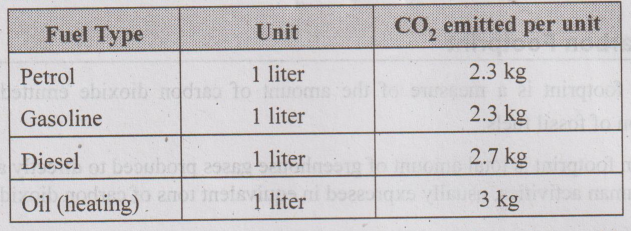 Fuel Type Unit CO₂ emitted per unit
Petrol 1 liter 2.3 kg
Gasoline 1 liter 2.3 kg
Diesel 1 liter 2.7 kg
Oil (heating) 1 liter 3 kg